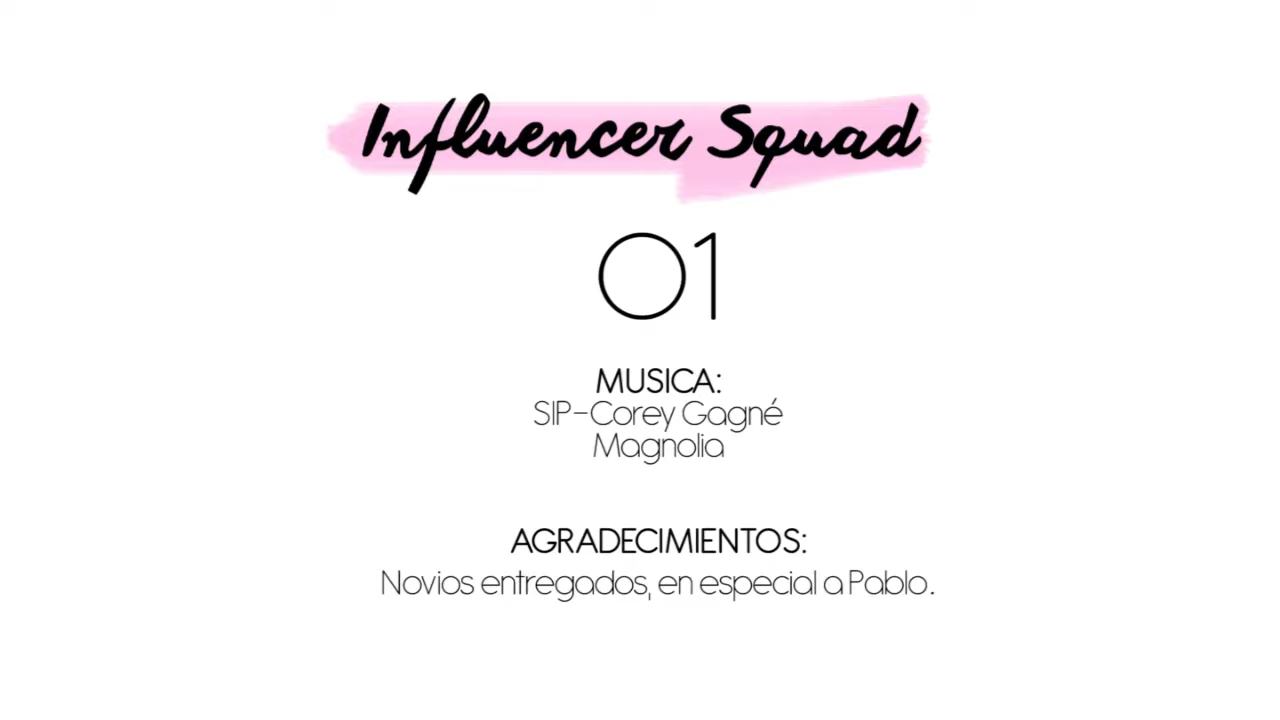 Influencer Squad
01
MUSICA:
SIP-Corey Gagné
Magnolia
AGRADECIMIENTOS:
Novios entregados, en especial a Pablo.